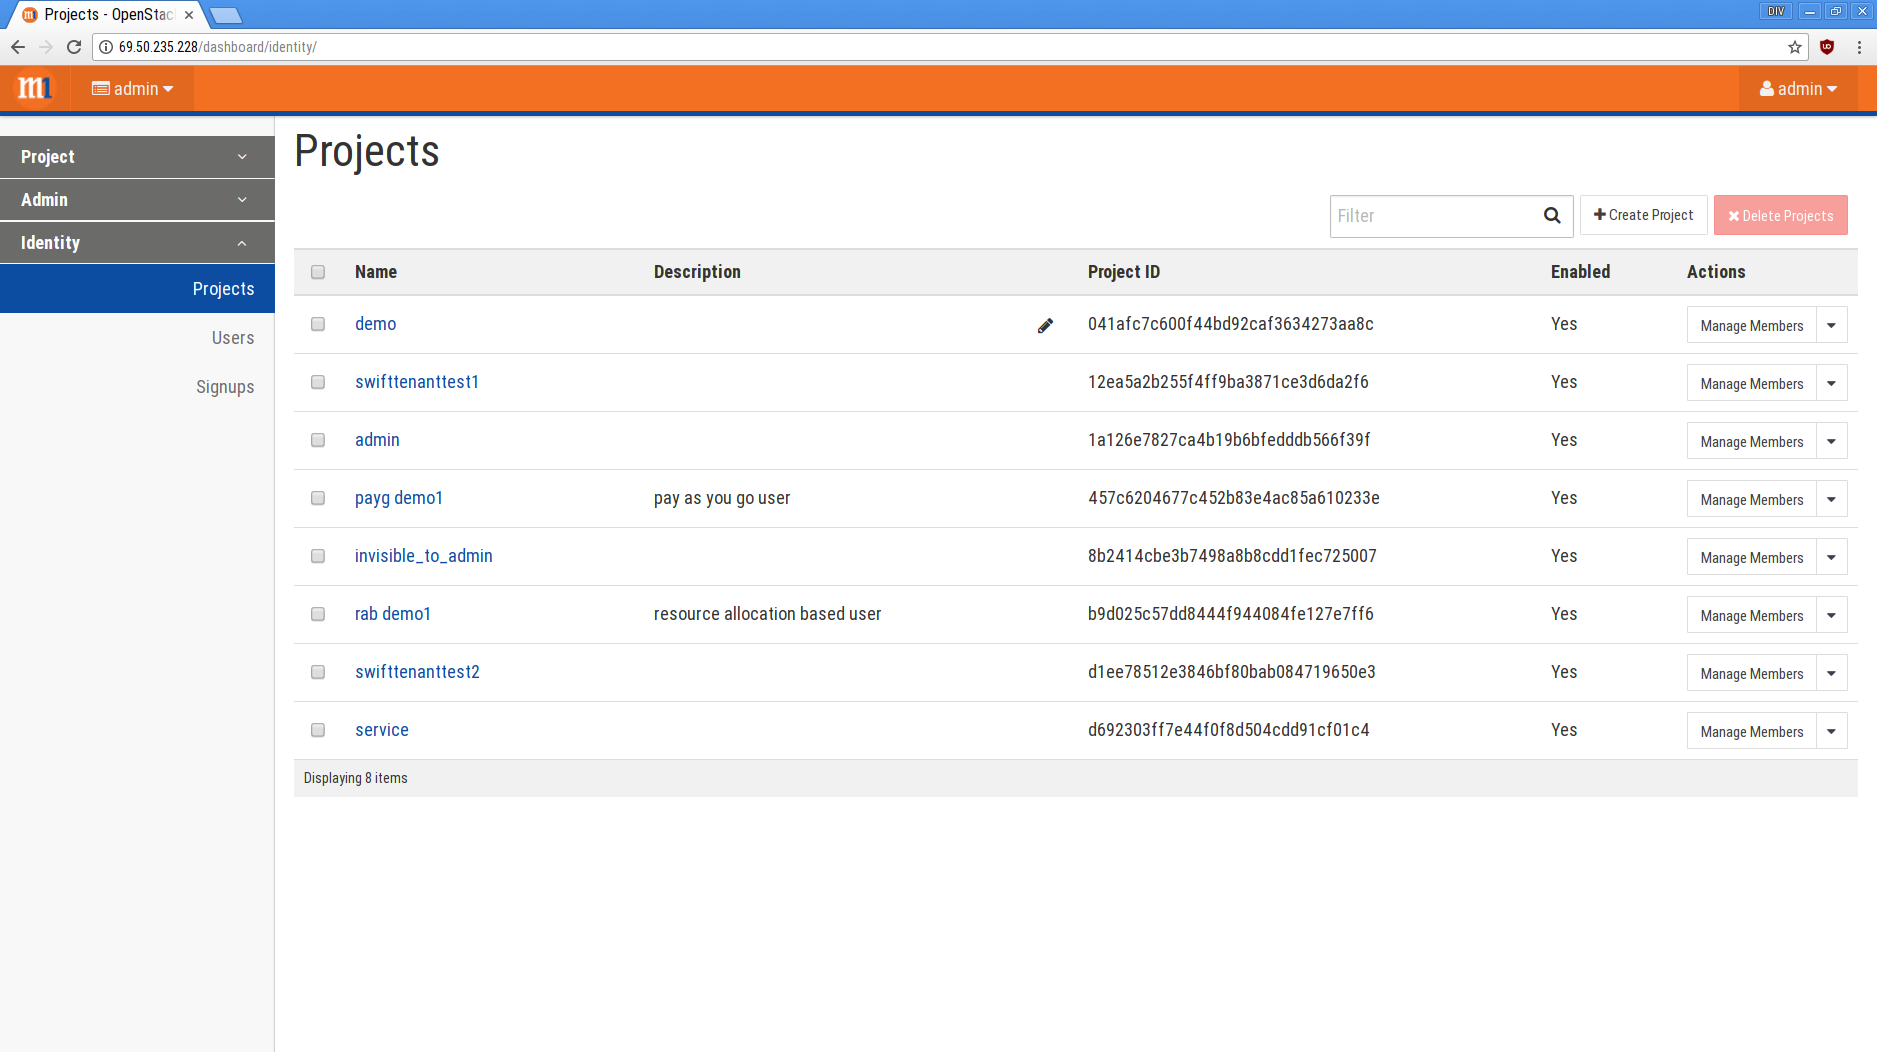 Projects - OpenStac
DIV
69.50.235.228/dashboard/identity/
m1 admin admin
Project
Admin
Identity
Projects
Users
Signups
Projects
Filter Create Project Delete Projects
Name Description Project ID Enabled Actions
demo 041afc7c600f44bd92caf3634273aa8c Yes Manage Members
swifttenanttest1 12ea5a2b255f4ff9ba3871ce3d6da2f6 Yes Manage Members
admin 1a126e7827ca4b19b6bfedddb566f39f Yes Manage Members
payg demo1 pay as you go user 457c6204677c452b83e4ac85a610233e Yes Manage Members
invisible_to_admin 8b2414cbe3b7498a8b8cdd1fec725007 Yes Manage Members
rab demo1 resource allocation based user b9d025c57dd8444f944084fe127e7ff6 Yes Manage Members
swifttenanttest2 d1ee78512e3846bf80bab084719650e3 Yes Manage Members
service d692303ff7e44f0f8d504cdd91cf01c4 Yes Manage Members
Displaying 8 items